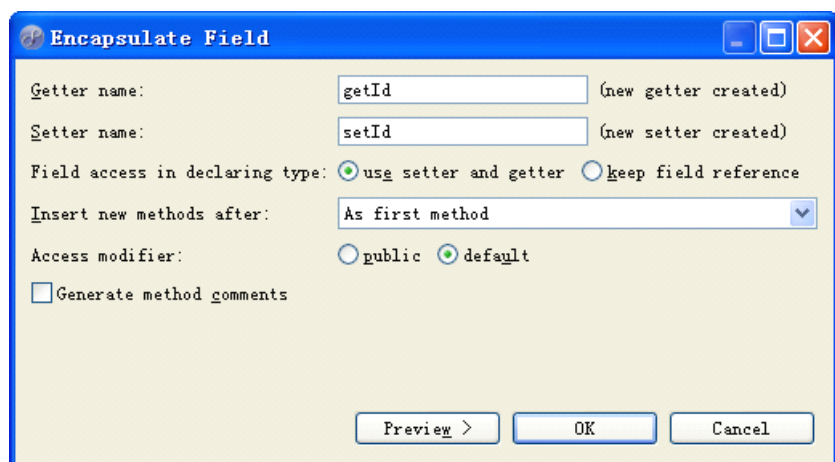 Encapsulate Field
Getter name: getId (new getter created)
Setter name: setId (new setter created)
Field access in declaring type: use setter and getter keep field reference
Insert new methods after: As first method
Access modifier: public default
Generate method comments
Preview > OK Cancel